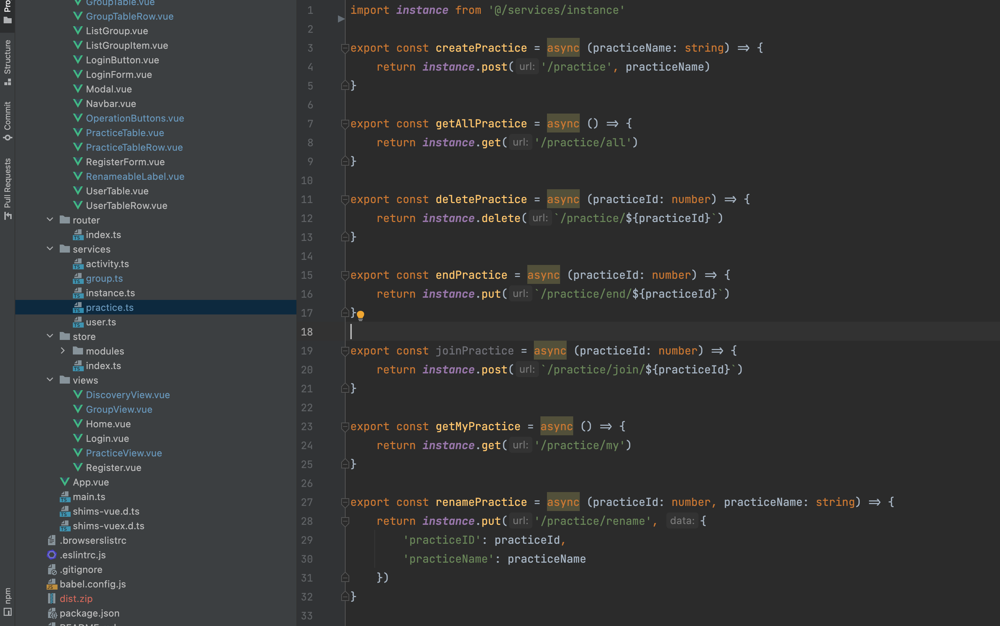 Pro
Structure
Commit
Pull Requests
npm
GroupTable.vue
GroupTableRow.vue
ListGroup.vue
ListGroupItem.vue
LoginButton.vue
LoginForm.vue
Modal.vue
Navbar.vue
OperationButtons.vue
PracticeTable.vue
PracticeTableRow.vue
RegisterForm.vue
RenameableLabel.vue
UserTable.vue
UserTableRow.vue
router
index.ts
services
activity.ts
group.ts
instance.ts
practice.ts
user.ts
store
modules
index.ts
views
DiscoveryView.vue
GroupView.vue
Home.vue
Login.vue
PracticeView.vue
Register.vue
App.vue
main.ts
shims-vue.d.ts
shims-vuex.d.ts
.browserslistrc
.eslintrc.js
.gitignore
babel.config.js
dist.zip
package.json
README.md
1 import instance from '@/services/instance'
2
3 export const createPractice = async (practiceName: string) => {
4 return instance.post( url: '/practice', practiceName)
5 }
6
7 export const getAllPractice = async () => {
8 return instance.get( url: '/practice/all')
9 }
10
11 export const deletePractice = async (practiceId: number) => {
12 return instance.delete( url: `/practice/${practiceId}`)
13 }
14
15 export const endPractice = async (practiceId: number) => {
16 return instance.put( url: `/practice/end/${practiceId}`)
17 }
18
19 export const joinPractice = async (practiceId: number) => {
20 return instance.post( url: `/practice/join/${practiceId}`)
21 }
22
23 export const getMyPractice = async () => {
24 return instance.get( url: '/practice/my')
25 }
26
27 export const renamePractice = async (practiceId: number, practiceName: string) => {
28 return instance.put( url: '/practice/rename', data: {
29 'practiceID': practiceId,
30 'practiceName': practiceName
31 })
32 }
33